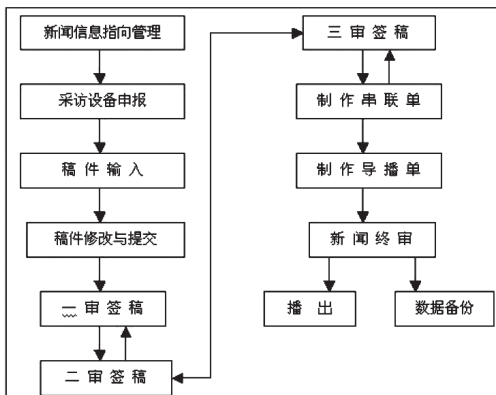 新闻信息指向管理
采访设备申报
稿件输入
稿件修改与提交
一审签稿
二审签稿
三审签稿
制作串联单
制作导播单
新闻终审
播出
数据备份